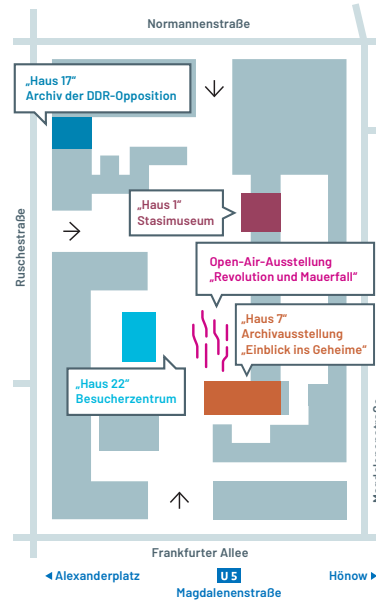 Normannenstraße
„Haus 17“
Archiv der DDR-Opposition
Ruschestraße
„Haus 1“
Stasimuseum
Open-Air-Ausstellung
„Revolution und Mauerfall“
„Haus 7“
Archivausstellung
„Einblick ins Geheime“
„Haus 22“
Besucherzentrum
Frankfurter Allee
Alexanderplatz
U 5
Magdalenenstraße
Hönow